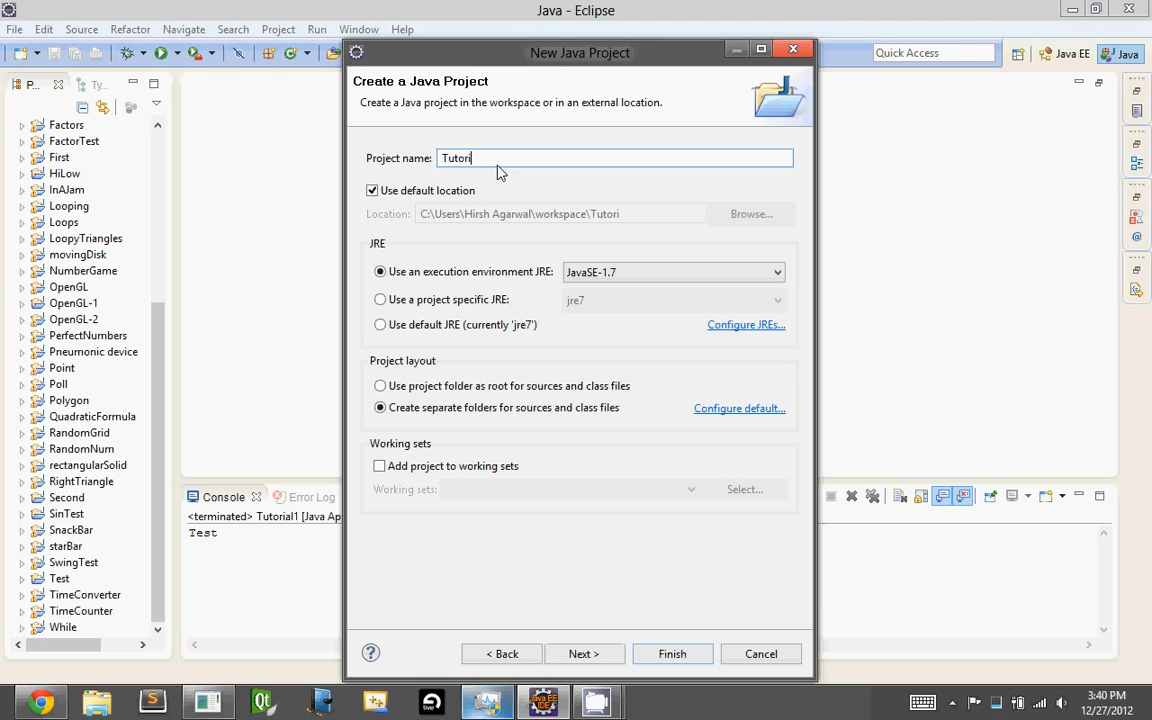 Java - Eclipse
File Edit Source Refactor Navigate Search Project Run Window Help
Quick Access
Java EE
Java
P...
Ty...
Factors
FactorTest
First
HiLow
InAJam
Looping
Loops
LoopyTriangles
movingDisk
NumberGame
OpenGL
OpenGL-1
OpenGL-2
PerfectNumbers
Pneumonic device
Point
Poll
Polygon
QuadraticFormula
RandomGrid
RandomNum
rectangularSolid
RightTriangle
Second
SinTest
SnackBar
starBar
SwingTest
Test
TimeConverter
TimeCounter
While
New Java Project
Create a Java Project
Create a Java project in the workspace or in an external location.
Project name: Tutori
Use default location
Location: C:\Users\Hirsh Agarwal\workspace\Tutori Browse...
JRE
Use an execution environment JRE: JavaSE-1.7
Use a project specific JRE: jre7
Use default JRE (currently 'jre7') Configure JREs...
Project layout
Use project folder as root for sources and class files
Create separate folders for sources and class files Configure default...
Working sets
Add project to working sets
Working sets: Select...
? < Back Next > Finish Cancel
Console Error Log
<terminated> Tutorial1 [Java Ap
Test
Qt
live
Java EE
IDE
3:40 PM
12/27/2012